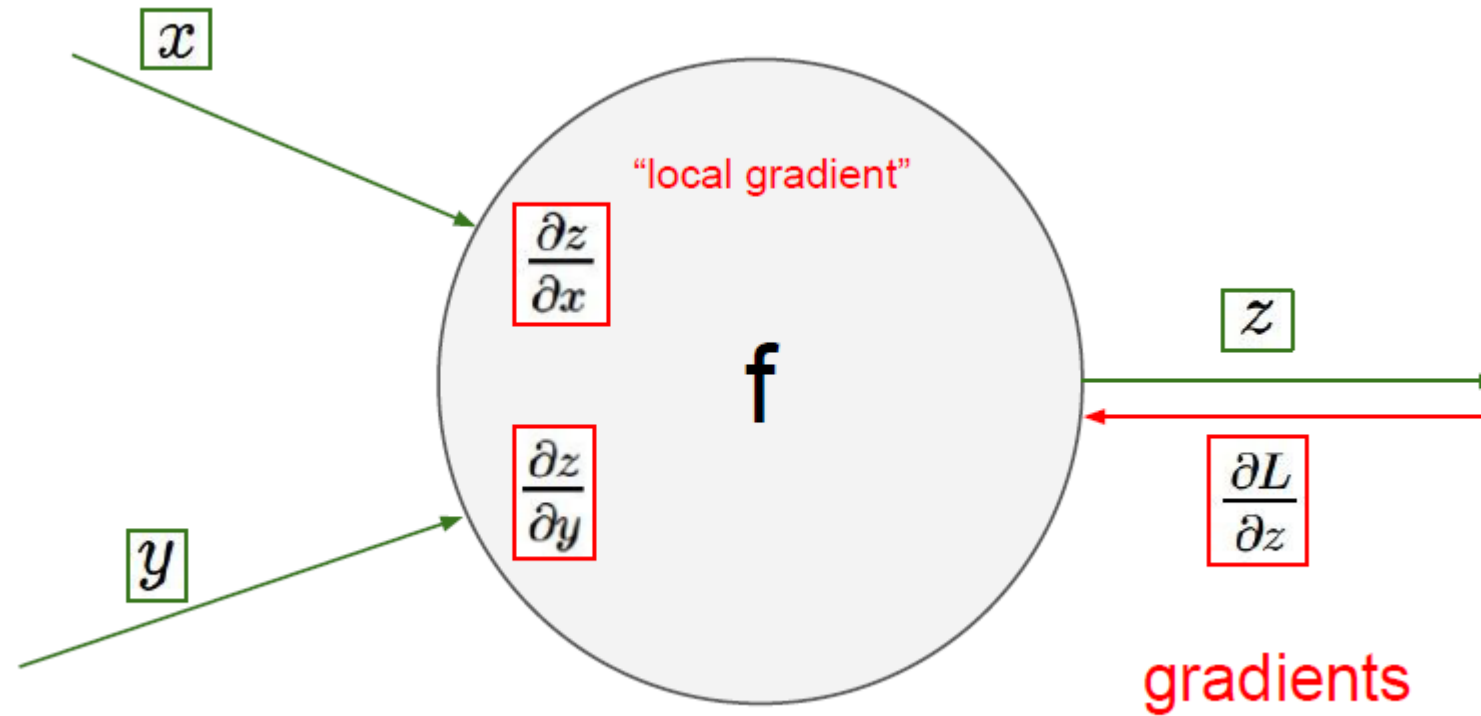 x
“local gradient”
∂z/∂x
f
z
∂z/∂y
∂L/∂z
y
gradients